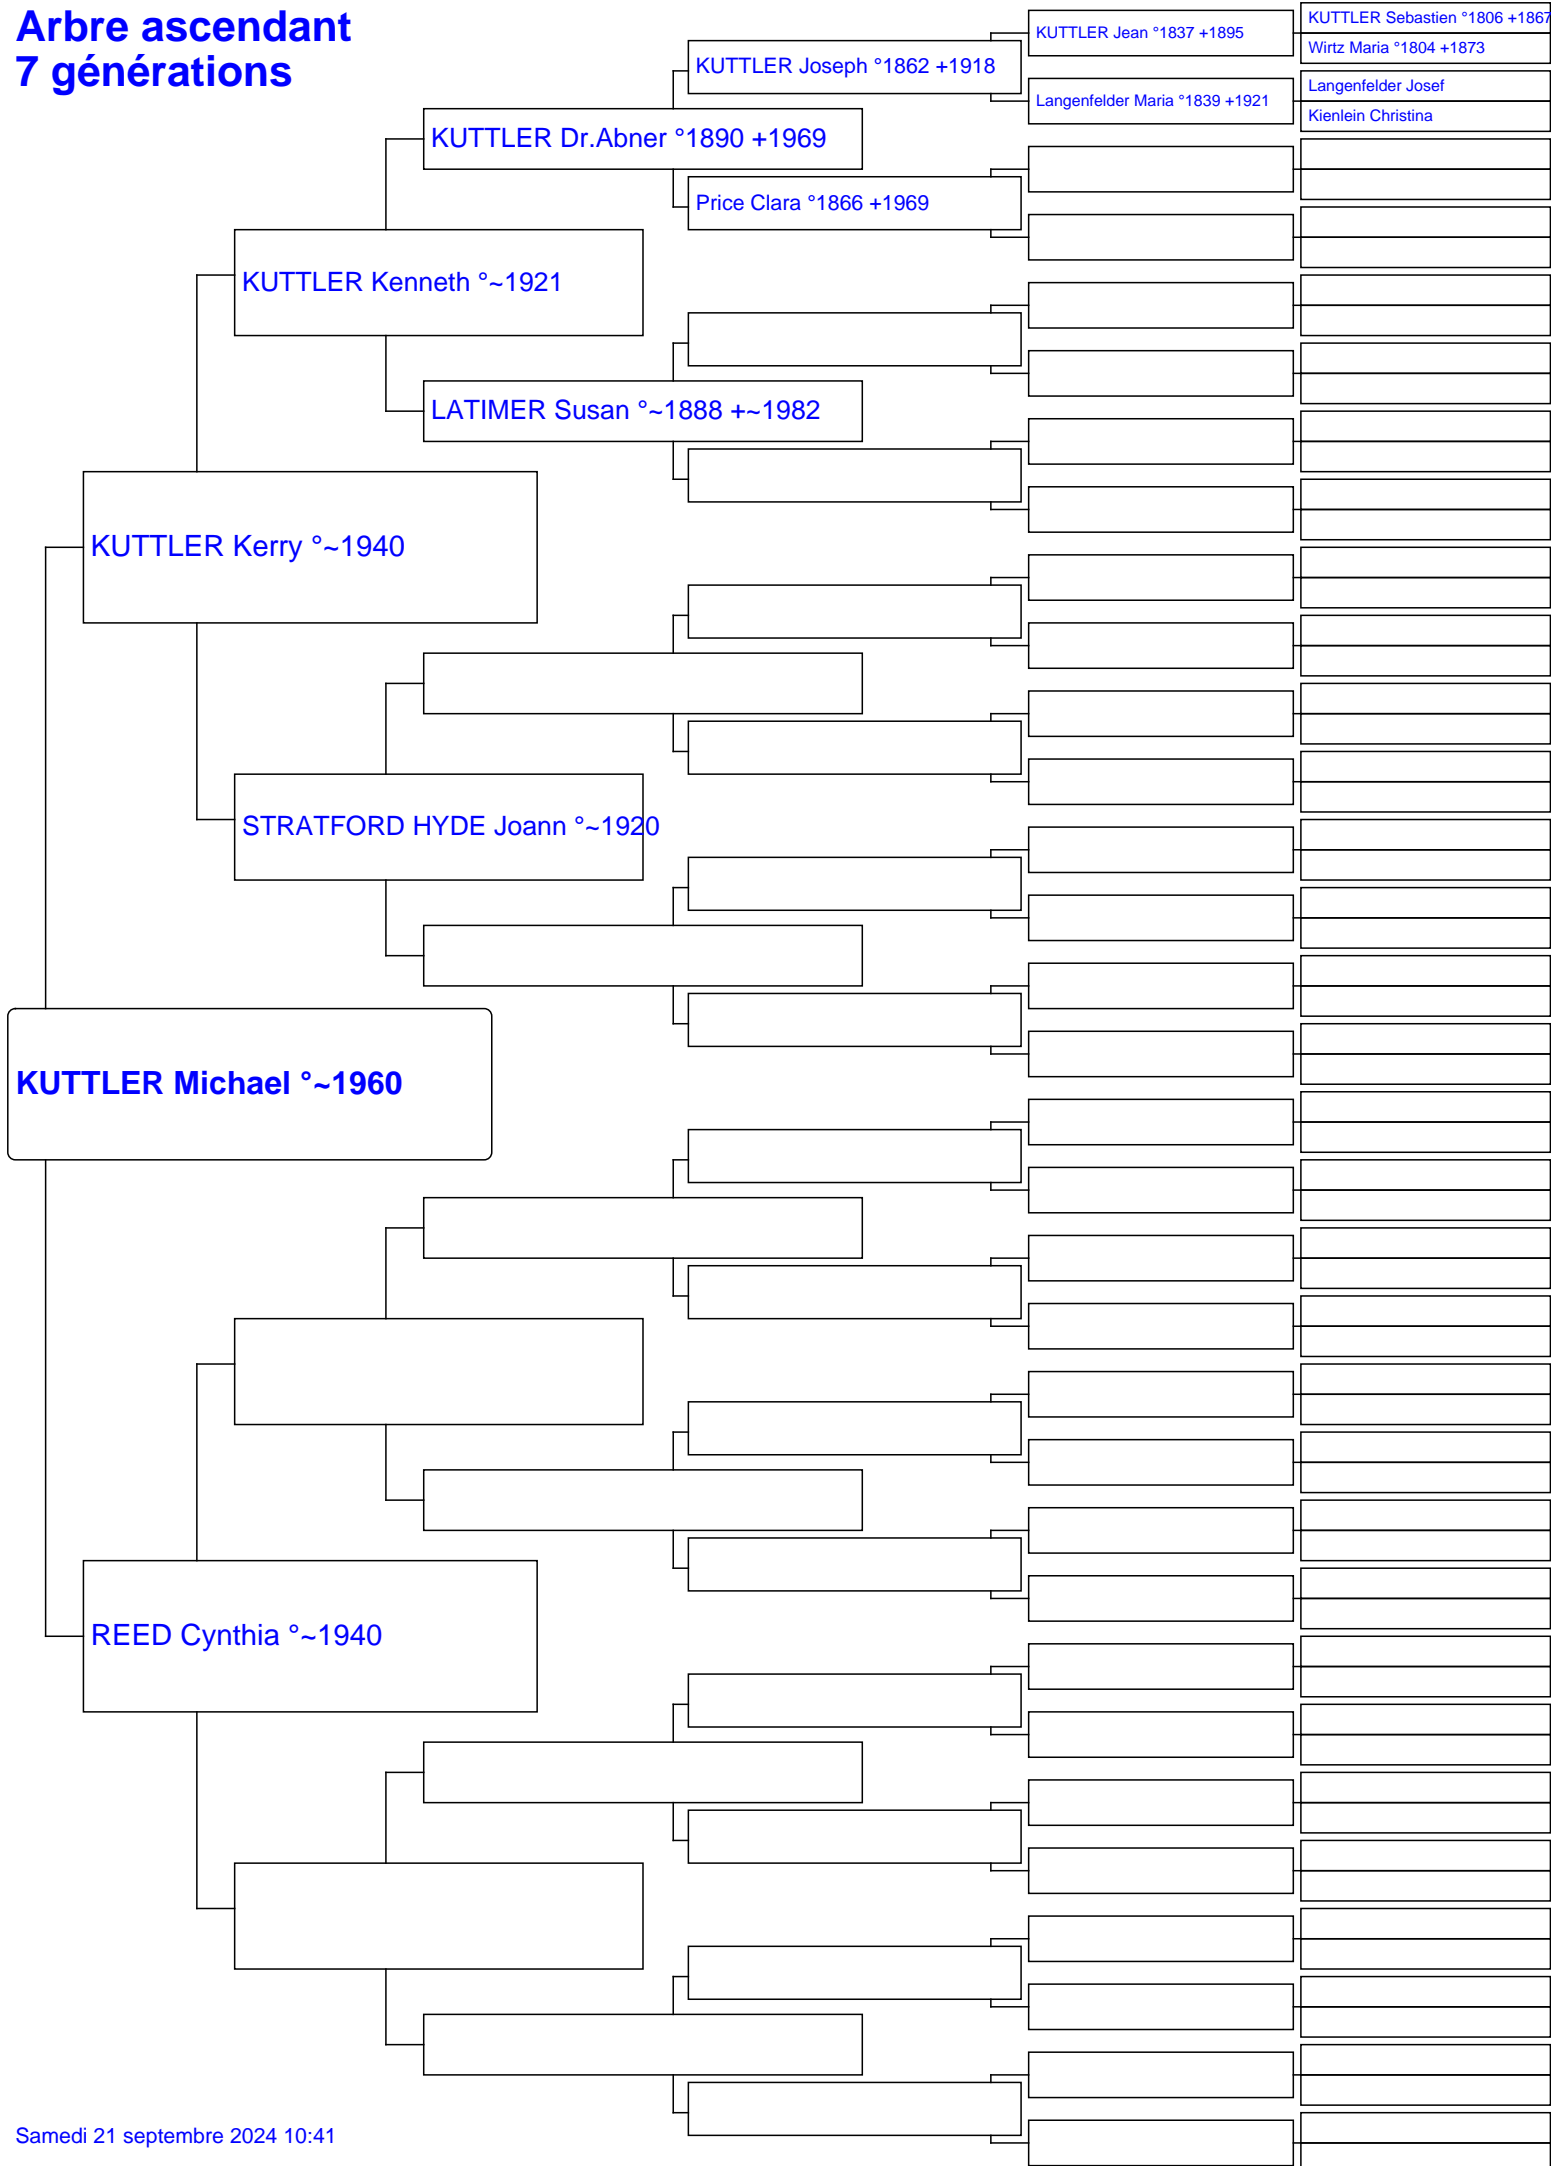 Arbre ascendant
7 générations
KUTTLER Sebastien °1806 +1867
KUTTLER Jean °1837 +1895
Wirtz Maria °1804 +1873
KUTTLER Joseph °1862 +1918
Langenfelder Josef
Langenfelder Maria °1839 +1921
Kienlein Christina
KUTTLER Dr.Abner °1890 +1969
Price Clara °1866 +1969
KUTTLER Kenneth °~1921
LATIMER Susan °~1888 +~1982
KUTTLER Kerry °~1940
STRATFORD HYDE Joann °~1920
KUTTLER Michael °~1960
REED Cynthia °~1940
Samedi 21 septembre 2024 10:41